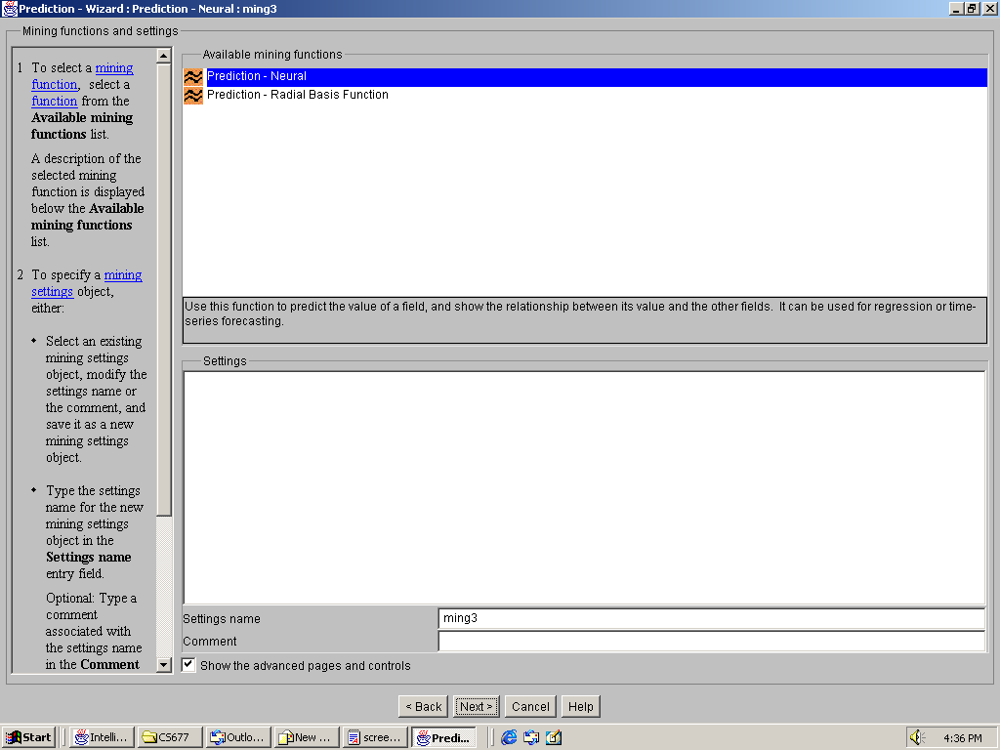 Prediction - Wizard : Prediction - Neural : ming3
Mining functions and settings
1 To select a mining
function, select a
function from the
Available mining
functions list.
A description of the
selected mining
function is displayed
below the Available
mining functions
list.
2 To specify a mining
settings object,
either:
• Select an existing
mining settings
object, modify the
settings name or
the comment, and
save it as a new
mining settings
object.
• Type the settings
name for the new
mining settings
object in the
Settings name
entry field.
Optional: Type a
comment
associated with
the settings name
in the Comment
Available mining functions
Prediction - Neural
Prediction - Radial Basis Function
Use this function to predict the value of a field, and show the relationship between its value and the other fields. It can be used for regression or time-
series forecasting.
Settings
Settings name ming3
Comment
Show the advanced pages and controls
< Back Next > Cancel Help
Start Intelli... CS677 Outlo... New ... scree... Predi... 4:36 PM